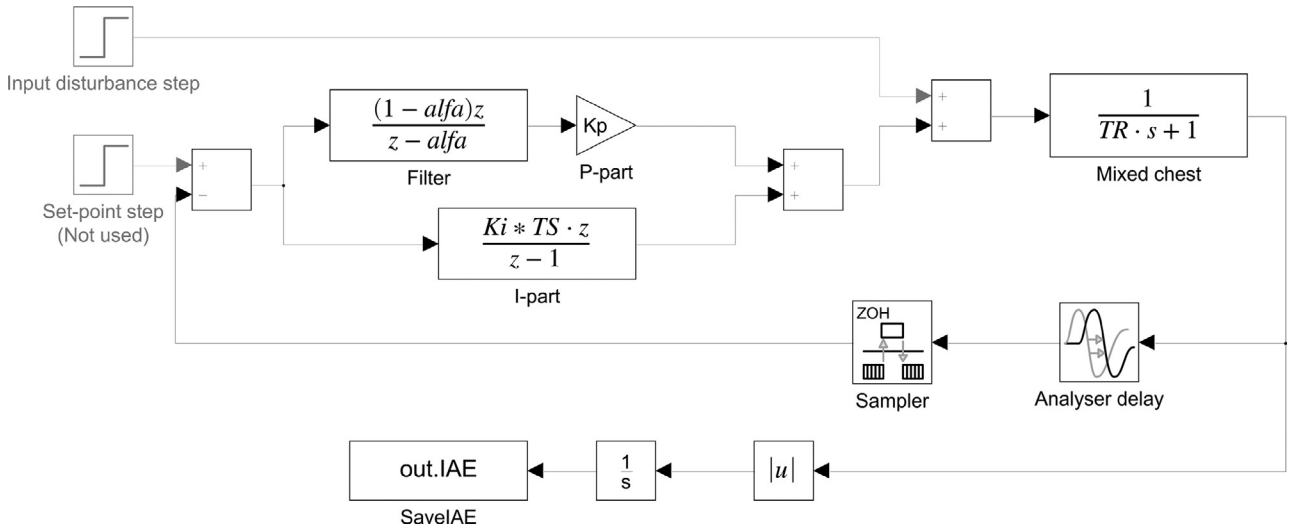 Input disturbance step
+
+
1
TR · s + 1
Mixed chest
(1 − alfa)z
z − alfa
Filter
Kp
P-part
+
−
Set-point step
(Not used)
+
+
Ki ∗ TS · z
z − 1
I-part
ZOH
Sampler
Analyser delay
out.IAE
SaveIAE
1
s
|u|